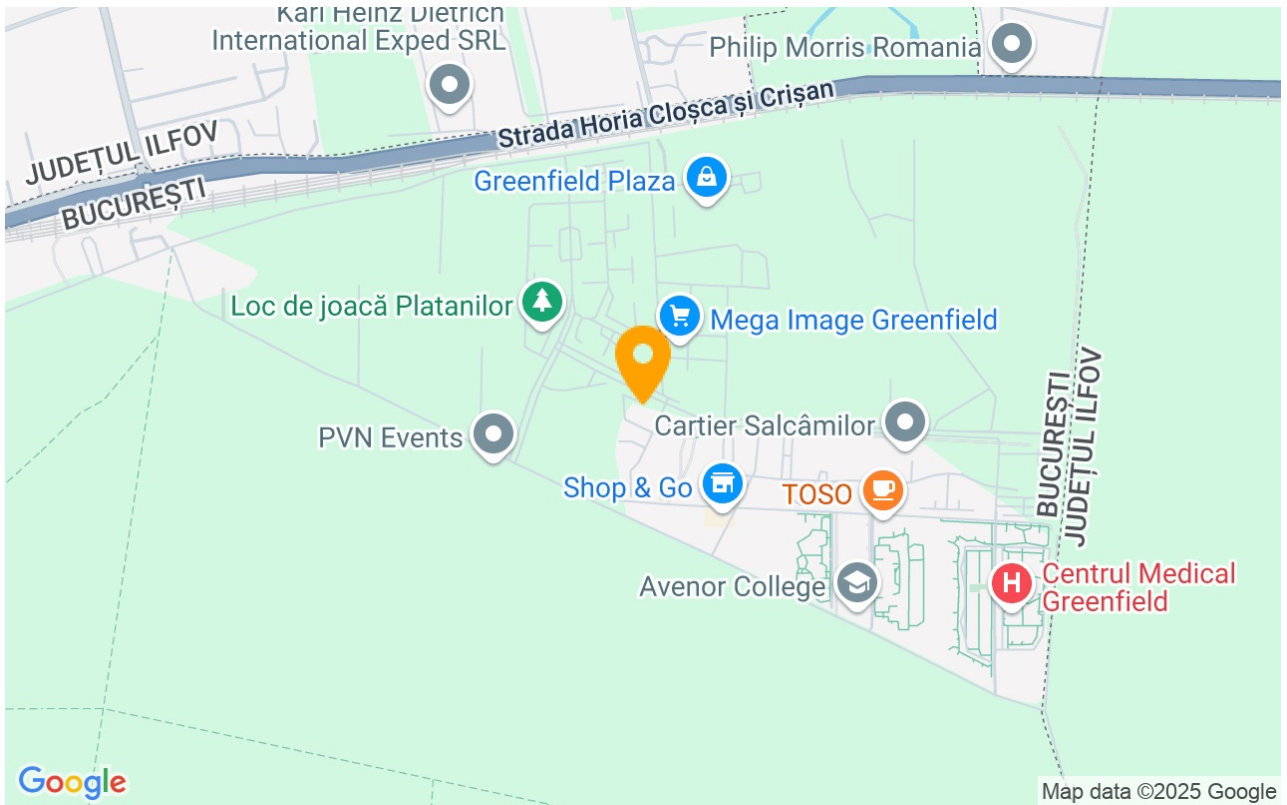 Karl Heinz Dietrich
International Exped SRL
Philip Morris Romania
Strada Horia Cloșca și Crișan
JUDEȚUL ILFOV
BUCUREȘTI
Greenfield Plaza
Loc de joacă Platanilor
Mega Image Greenfield
PVN Events
Cartier Salcâmilor
BUCUREȘTI
JUDEȚUL ILFOV
Shop & Go
TOSO
Avenor College
H
Centrul Medical
Greenfield
Google
Map data ©2025 Google